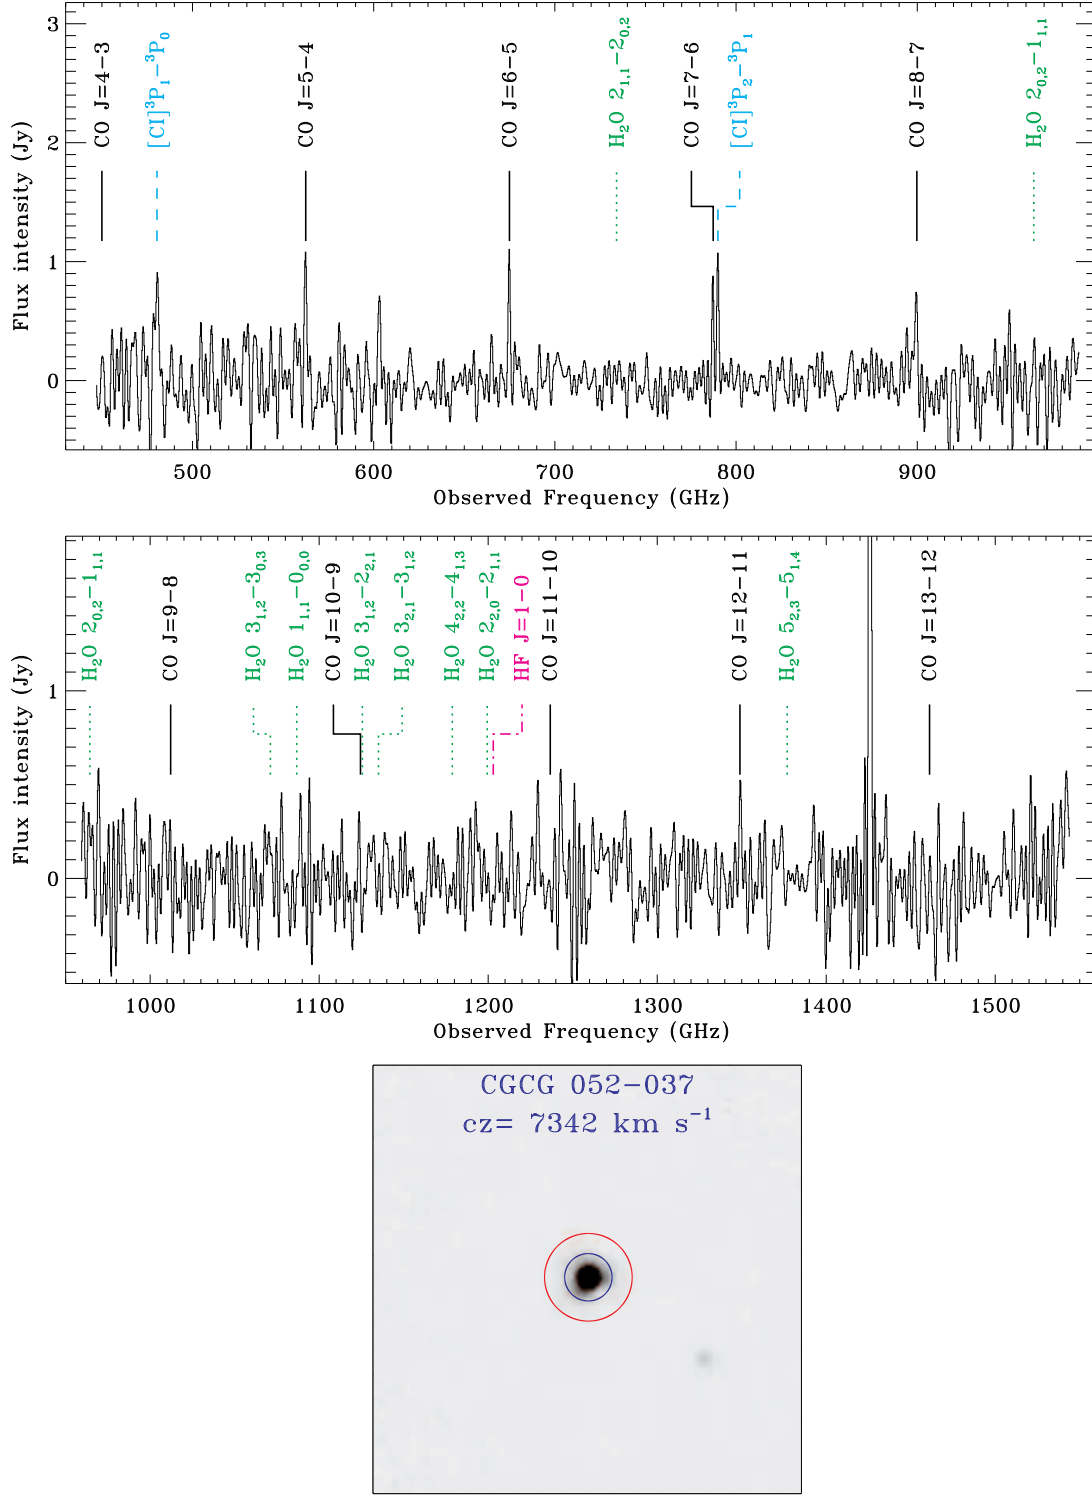 3
2
1
0
Flux intensity (Jy)
CO J=4−3
[CI]³P₁−³P₀
CO J=5−4
CO J=6−5
H₂O 2₁,₁−2₀,₂
CO J=7−6
[CI]³P₂−³P₁
CO J=8−7
H₂O 2₀,₂−1₁,₁
500 600 700 800 900
Observed Frequency (GHz)
1
0
Flux intensity (Jy)
H₂O 2₀,₂−1₁,₁
CO J=9−8
H₂O 3₁,₂−3₀,₃
H₂O 1₁,₁−0₀,₀
CO J=10−9
H₂O 3₁,₂−2₂,₁
H₂O 3₂,₁−3₁,₂
H₂O 4₂,₂−4₁,₃
H₂O 2₂,₀−2₁,₁
HF J=1−0
CO J=11−10
CO J=12−11
H₂O 5₂,₃−5₁,₄
CO J=13−12
1000 1100 1200 1300 1400 1500
Observed Frequency (GHz)
CGCG 052−037
cz= 7342 km s⁻¹